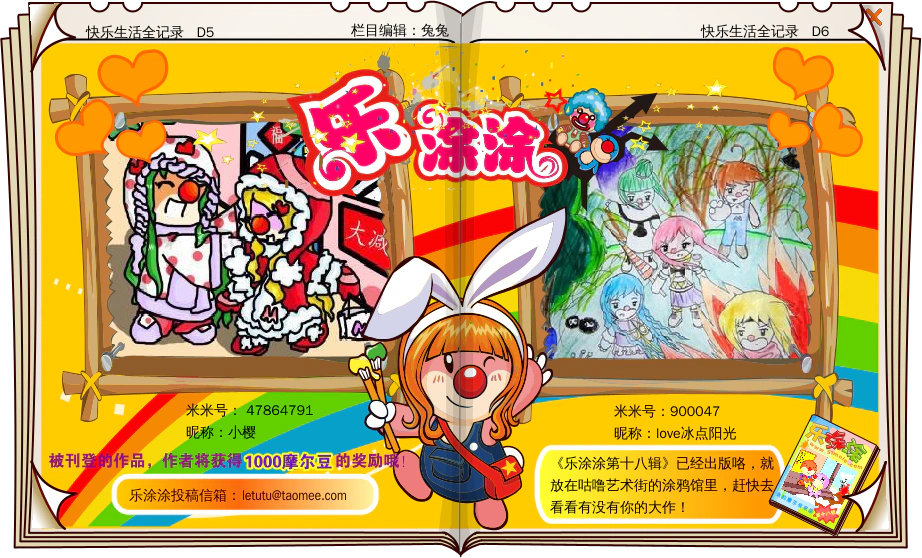 快乐生活全记录 D5
栏目编辑：兔兔
快乐生活全记录 D6
乐涂涂
福
大减
米米号： 47864791
昵称：小樱
被刊登的作品，作者将获得1000摩尔豆的奖励哦！
乐涂涂投稿信箱：letutu@taomee.com
米米号：900047
昵称：love冰点阳光
《乐涂涂第十八辑》已经出版咯，就
放在咕噜艺术街的涂鸦馆里，赶快去
看看有没有你的大作！
乐涂涂